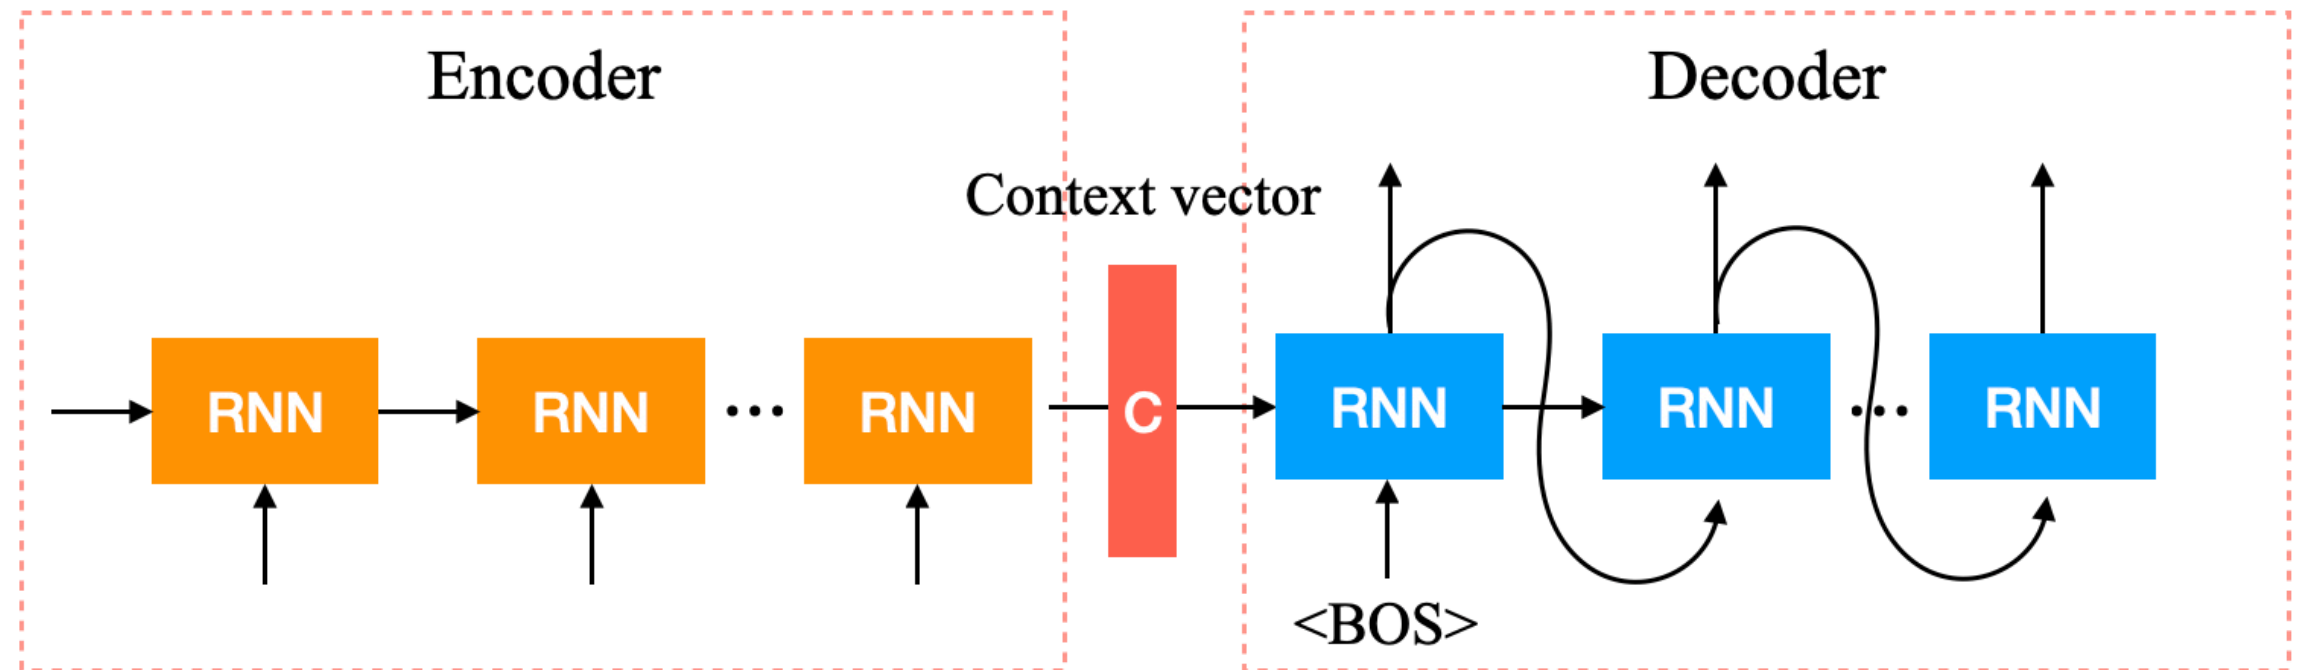 Encoder
Decoder
Context vector
RNN
RNN
...
RNN
C
RNN
RNN
...
RNN
<BOS>